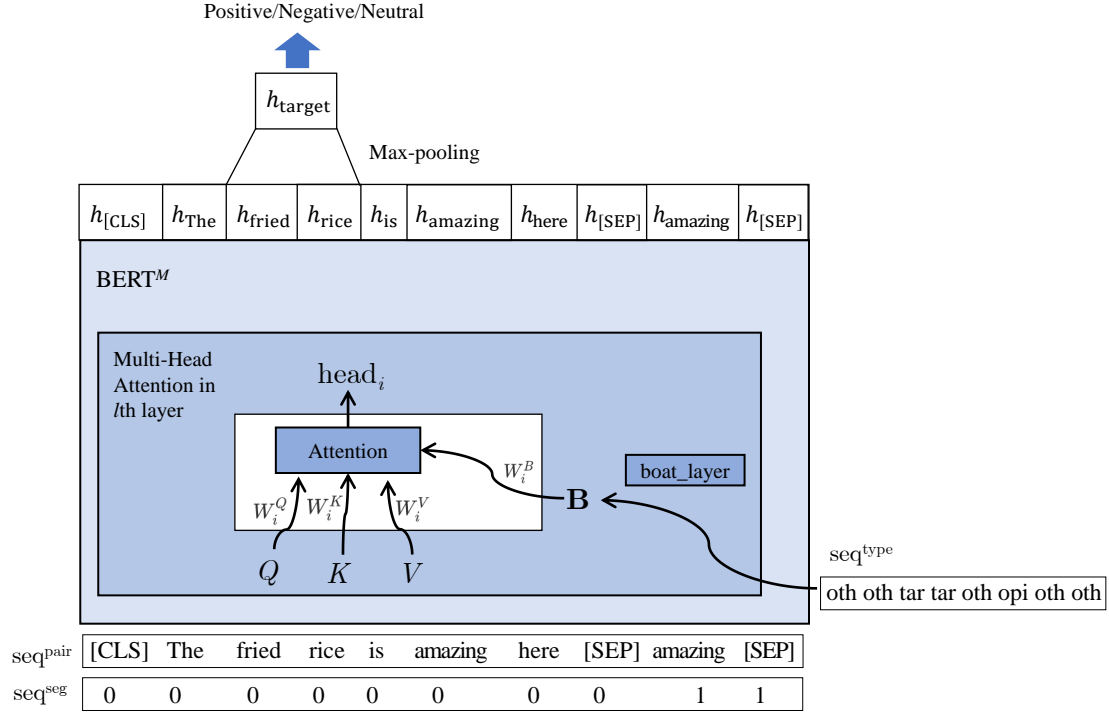 Positive/Negative/Neutral
h_target
Max-pooling
h_[CLS] h_The h_fried h_rice h_is h_amazing h_here h_[SEP] h_amazing h_[SEP]
BERT^M
Multi-Head
Attention in
lth layer
head_i
Attention
boat_layer
W_i^B
B
W_i^Q W_i^K W_i^V
Q K V
seq^type
oth oth tar tar oth opi oth oth
seq^pair [CLS] The fried rice is amazing here [SEP] amazing [SEP]
seq^seg 0 0 0 0 0 0 0 0 1 1